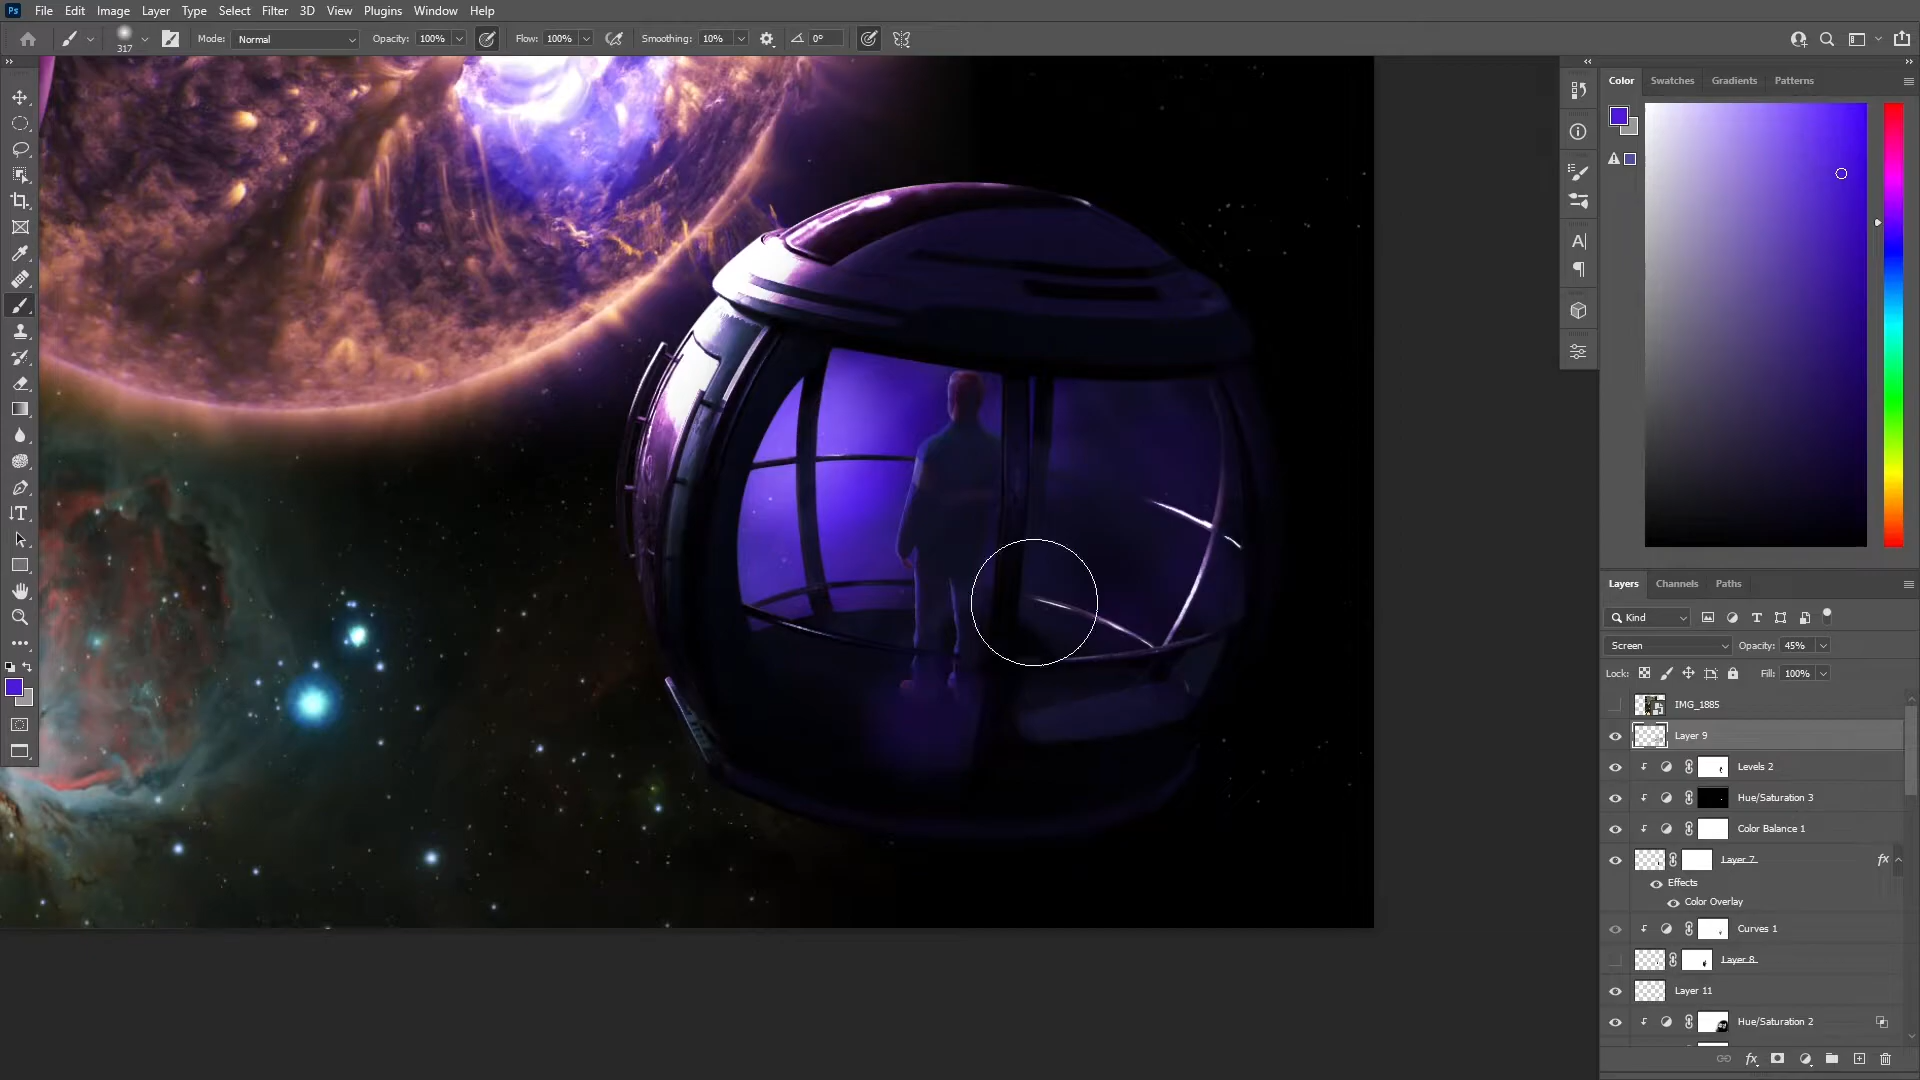 Ps File Edit Image Layer Type Select Filter 3D View Plugins Window Help
317 Mode: Normal Opacity: 100% Flow: 100% Smoothing: 10% 0°
Color Swatches Gradients Patterns
Layers Channels Paths
Kind
Screen Opacity: 45%
Lock: Fill: 100%
IMG_1885
Layer 9
Levels 2
Hue/Saturation 3
Color Balance 1
Layer 7 fx
Effects
Color Overlay
Curves 1
Layer 8
Layer 11
Hue/Saturation 2
fx